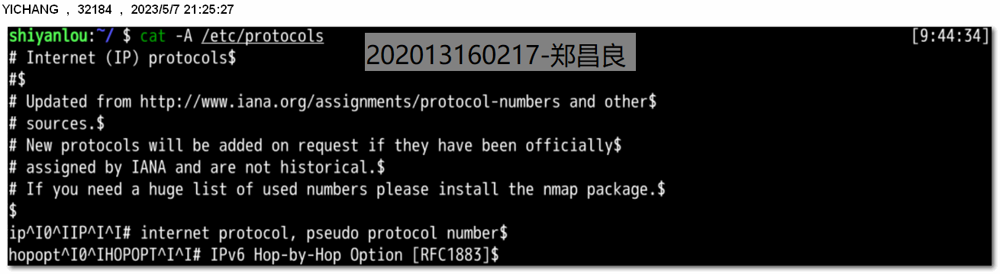 YICHANG , 32184 , 2023/5/7 21:25:27
shiyanlou:~/ $ cat -A /etc/protocols [9:44:34]
202013160217-郑昌良
# Internet (IP) protocols$
#$
# Updated from http://www.iana.org/assignments/protocol-numbers and other$
# sources.$
# New protocols will be added on request if they have been officially$
# assigned by IANA and are not historical.$
# If you need a huge list of used numbers please install the nmap package.$
$
ip^I0^IIP^I^I# internet protocol, pseudo protocol number$
hopopt^I0^IHOPOPT^I^I# IPv6 Hop-by-Hop Option [RFC1883]$